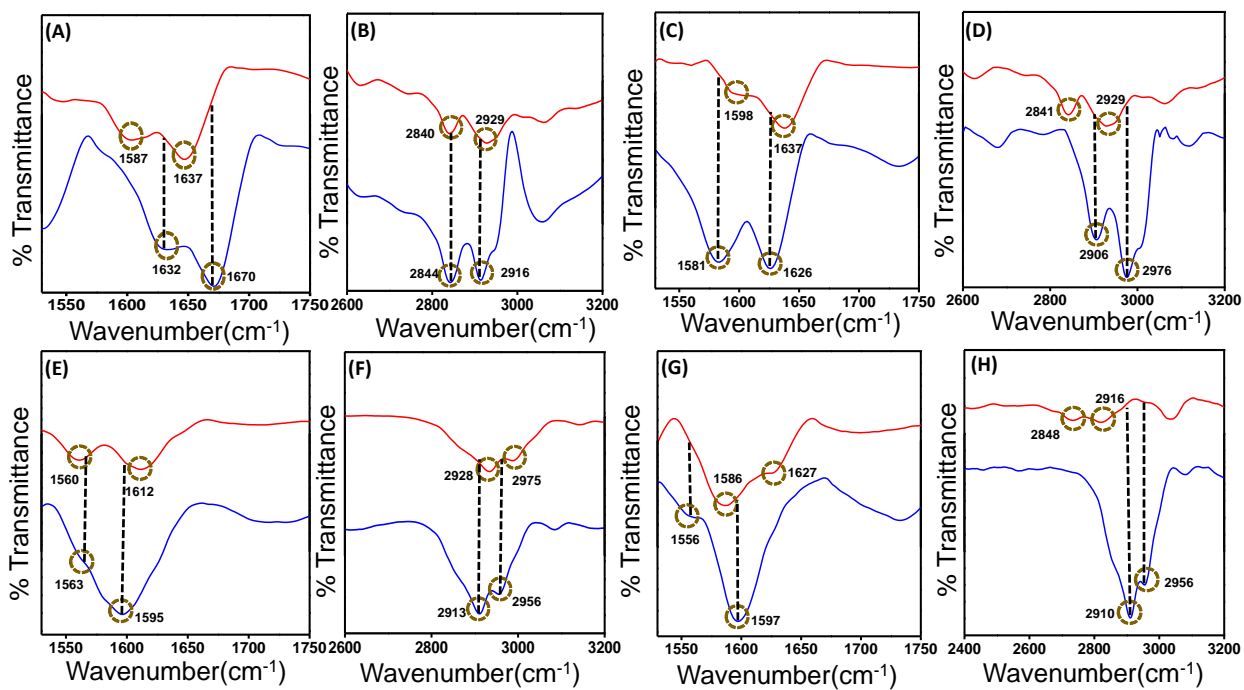 (A)
% Transmittance
1587
1637
1632
1670
1550
1600
1650
1700
1750
Wavenumber(cm-1)
(B)
% Transmittance
2840
2929
2844
2916
2600
2800
3000
3200
Wavenumber(cm-1)
(C)
% Transmittance
1598
1637
1581
1626
1550
1600
1650
1700
1750
Wavenumber(cm-1)
(D)
% Transmittance
2841
2929
2906
2976
2600
2800
3000
3200
Wavenumber(cm-1)
(E)
% Transmittance
1560
1612
1563
1595
1550
1600
1650
1700
1750
Wavenumber(cm-1)
(F)
% Transmittance
2928
2975
2913
2956
2600
2800
3000
3200
Wavenumber(cm-1)
(G)
% Transmittance
1586
1627
1556
1597
1550
1600
1650
1700
1750
Wavenumber(cm-1)
(H)
% Transmittance
2916
2848
2956
2910
2400
2600
2800
3000
3200
Wavenumber(cm-1)